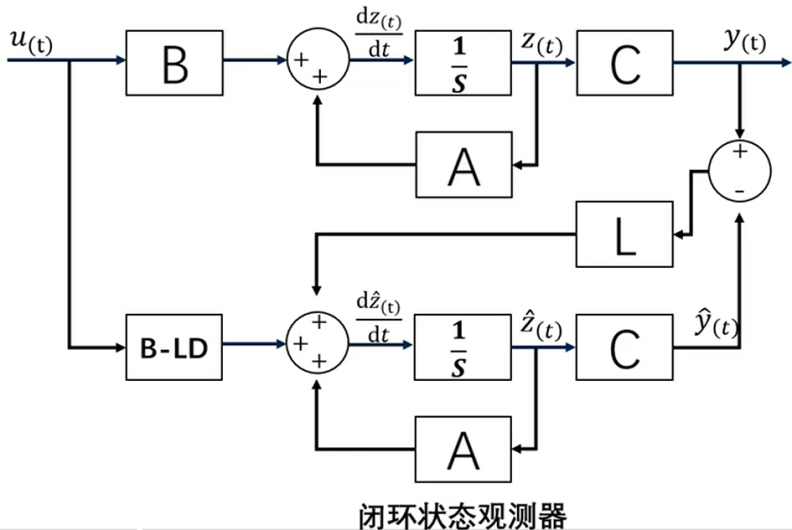 u(t)
B
+
+
dz(t)
dt
1
s
z(t)
C
y(t)
A
+
-
L
B-LD
+
+
+
dẑ(t)
dt
1
s
ẑ(t)
C
ŷ(t)
A
闭环状态观测器